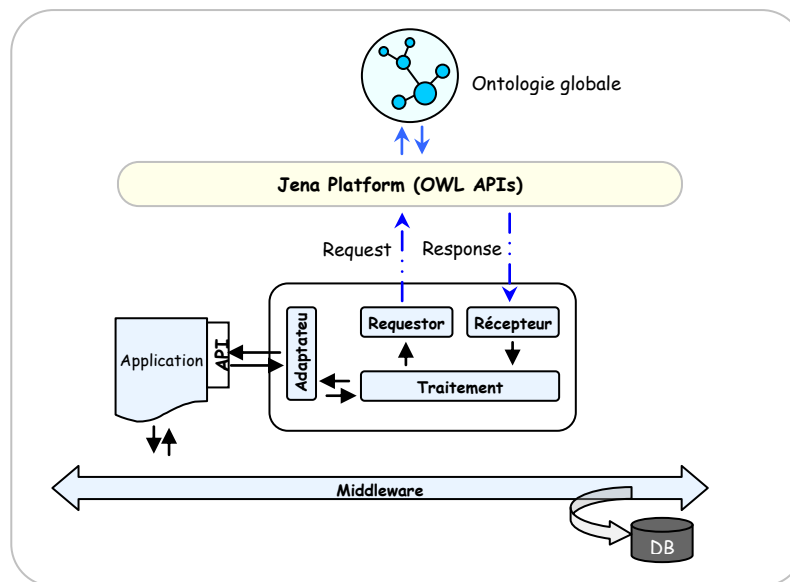 Ontologie globale
Jena Platform (OWL APIs)
Request
Response
Requestor
Récepteur
Adaptateu
Application
API
Traitement
Middleware
DB